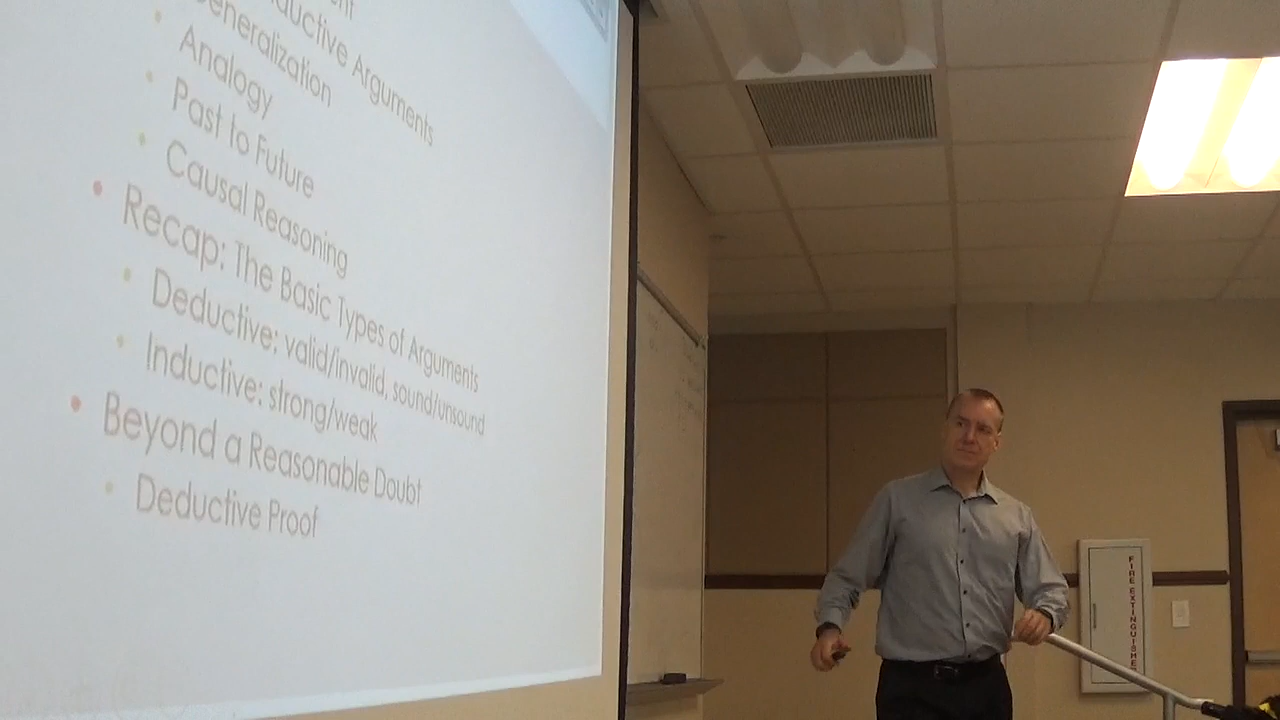 Inductive Arguments
Generalization
Analogy
Past to Future
Causal Reasoning
Recap: The Basic Types of Arguments
Deductive: valid/invalid, sound/unsound
Inductive: strong/weak
Beyond a Reasonable Doubt
Deductive Proof
FIRE EXTINGUISHER